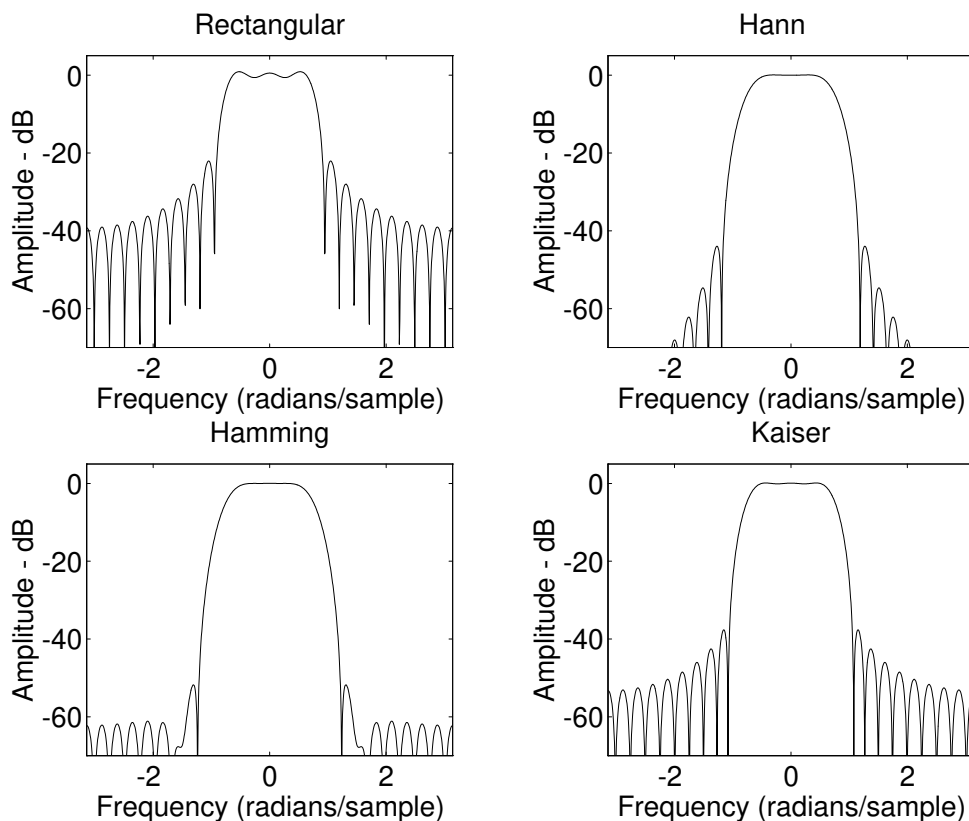 Rectangular
0
-20
-40
-60
Amplitude - dB
-2 0 2
Frequency (radians/sample)
Hann
0
-20
-40
-60
Amplitude - dB
-2 0 2
Frequency (radians/sample)
Hamming
0
-20
-40
-60
Amplitude - dB
-2 0 2
Frequency (radians/sample)
Kaiser
0
-20
-40
-60
Amplitude - dB
-2 0 2
Frequency (radians/sample)